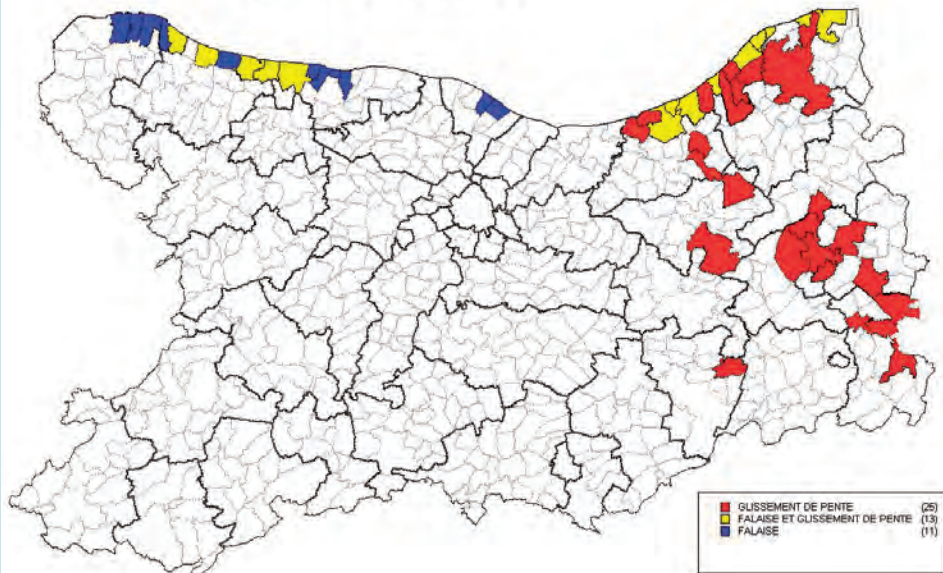 GLISSEMENT DE PENTE (25)
FALAISE ET GLISSEMENT DE PENTE (13)
FALAISE (11)